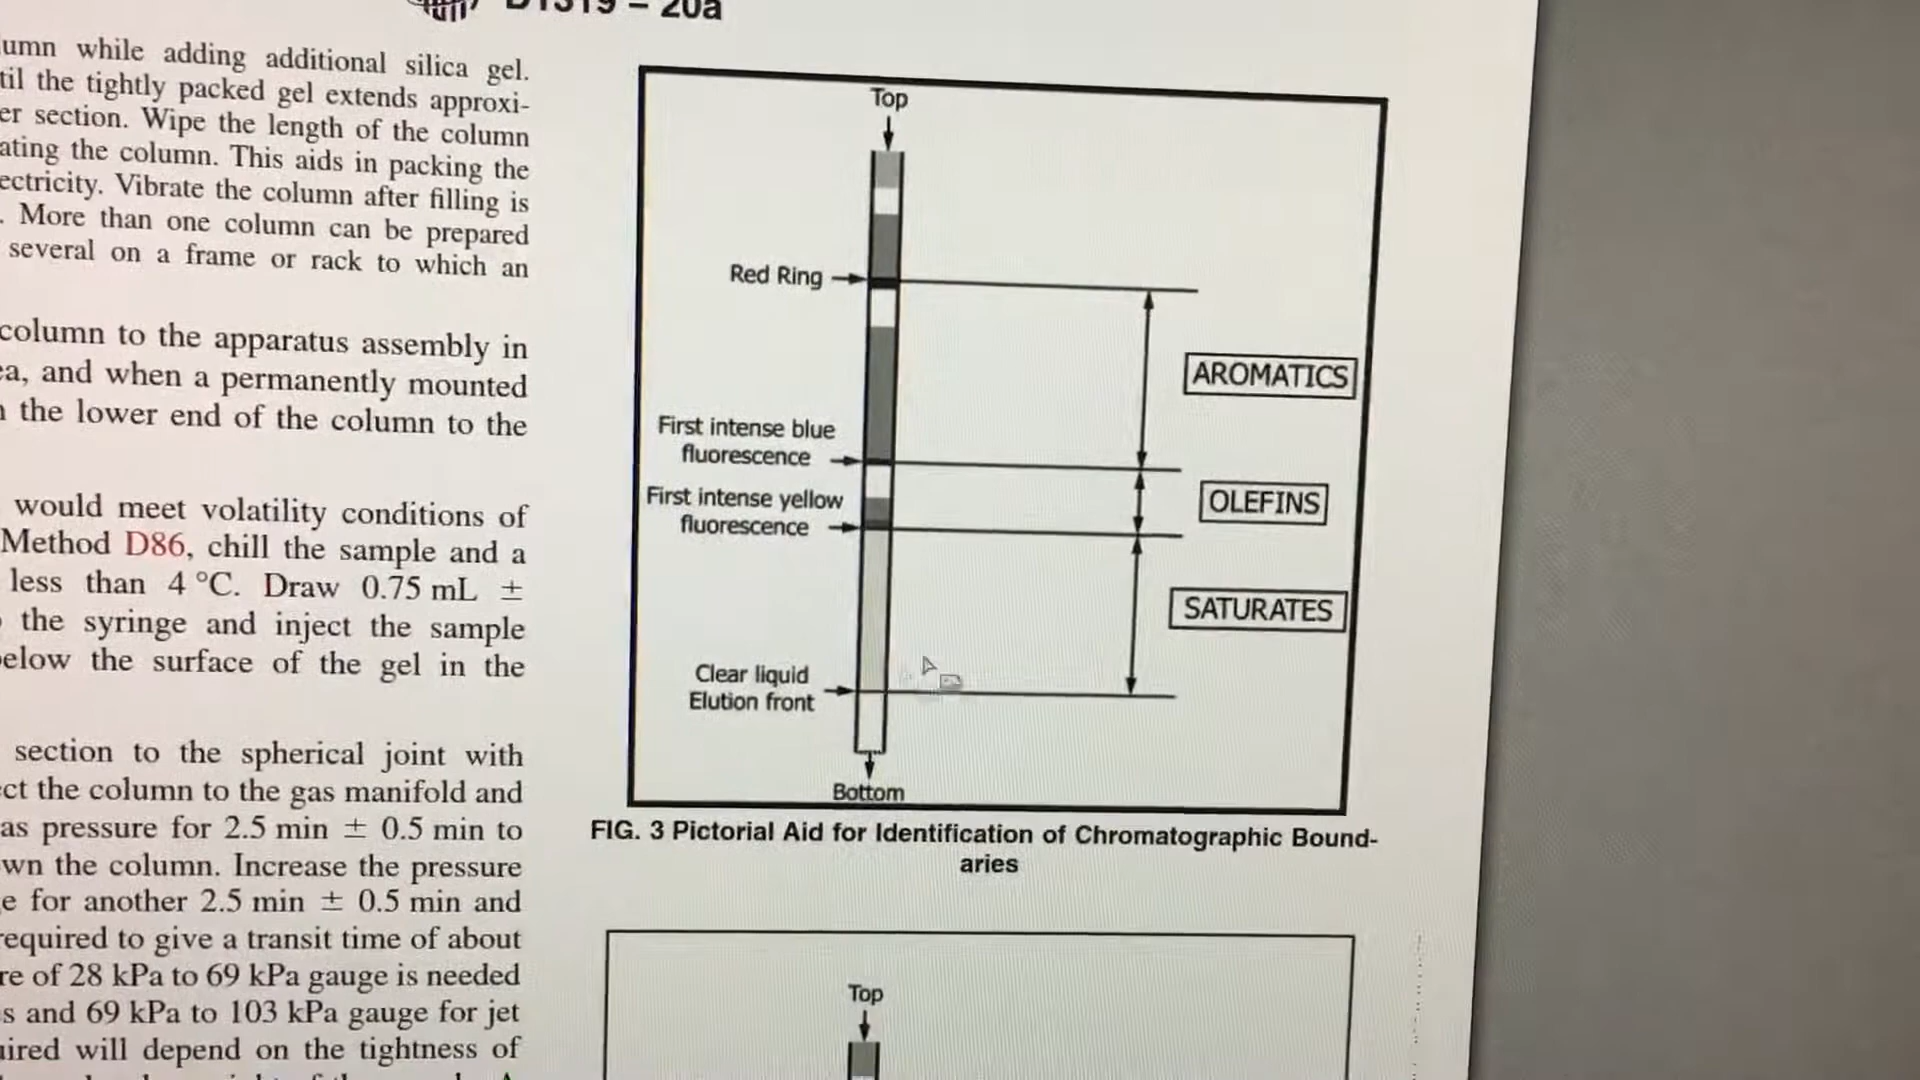 D1319 – 20a
umn while adding additional silica gel.
til the tightly packed gel extends approxi-
er section. Wipe the length of the column
ating the column. This aids in packing the
ectricity. Vibrate the column after filling is
. More than one column can be prepared
several on a frame or rack to which an
column to the apparatus assembly in
ea, and when a permanently mounted
the lower end of the column to the
would meet volatility conditions of
Method D86, chill the sample and a
less than 4 °C. Draw 0.75 mL ±
the syringe and inject the sample
elow the surface of the gel in the
section to the spherical joint with
ct the column to the gas manifold and
as pressure for 2.5 min ± 0.5 min to
wn the column. Increase the pressure
e for another 2.5 min ± 0.5 min and
required to give a transit time of about
re of 28 kPa to 69 kPa gauge is needed
s and 69 kPa to 103 kPa gauge for jet
uired will depend on the tightness of
Top
Red Ring
AROMATICS
First intense blue
fluorescence
First intense yellow
fluorescence
OLEFINS
SATURATES
Clear liquid
Elution front
Bottom
FIG. 3 Pictorial Aid for Identification of Chromatographic Bound-
aries
Top